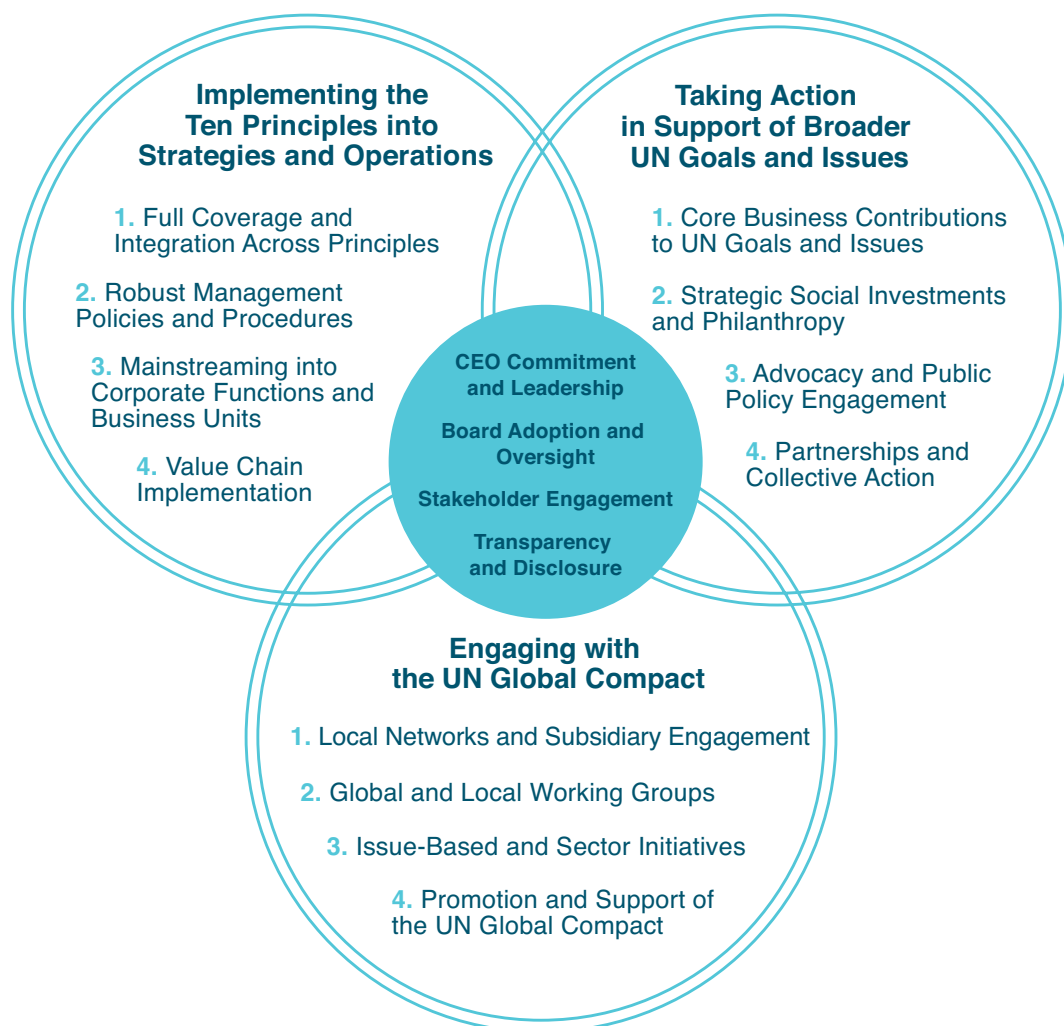 Implementing the
Ten Principles into
Strategies and Operations
1. Full Coverage and
Integration Across Principles
2. Robust Management
Policies and Procedures
3. Mainstreaming into
Corporate Functions and
Business Units
4. Value Chain
Implementation
Taking Action
in Support of Broader
UN Goals and Issues
1. Core Business Contributions
to UN Goals and Issues
2. Strategic Social Investments
and Philanthropy
3. Advocacy and Public
Policy Engagement
4. Partnerships and
Collective Action
CEO Commitment
and Leadership
Board Adoption and
Oversight
Stakeholder Engagement
Transparency
and Disclosure
Engaging with
the UN Global Compact
1. Local Networks and Subsidiary Engagement
2. Global and Local Working Groups
3. Issue-Based and Sector Initiatives
4. Promotion and Support of
the UN Global Compact